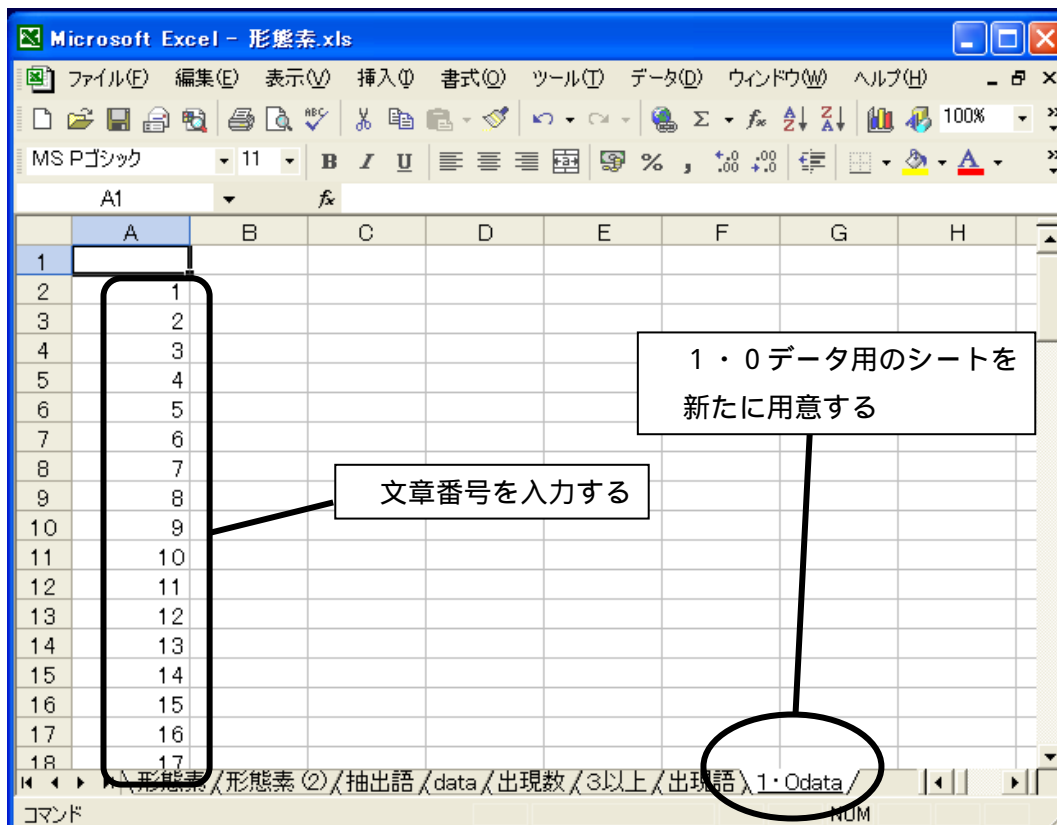 Microsoft Excel - 形態素.xls
ファイル(F) 編集(E) 表示(V) 挿入(I) 書式(O) ツール(T) データ(D) ウィンドウ(W) ヘルプ(H)
100%
MS Pゴシック 11 B I U % ,
A1 fx
A B C D E F G H
1
2 1
3 2
4 3
5 4
6 5
7 6
8 7
9 8
10 9
11 10
12 11
13 12
14 13
15 14
16 15
17 16
18 17
1・0データ用のシートを
新たに用意する
文章番号を入力する
形態素 形態素 (2) 抽出語 data 出現数 3以上 出現語 1・0data
コマンド NUM